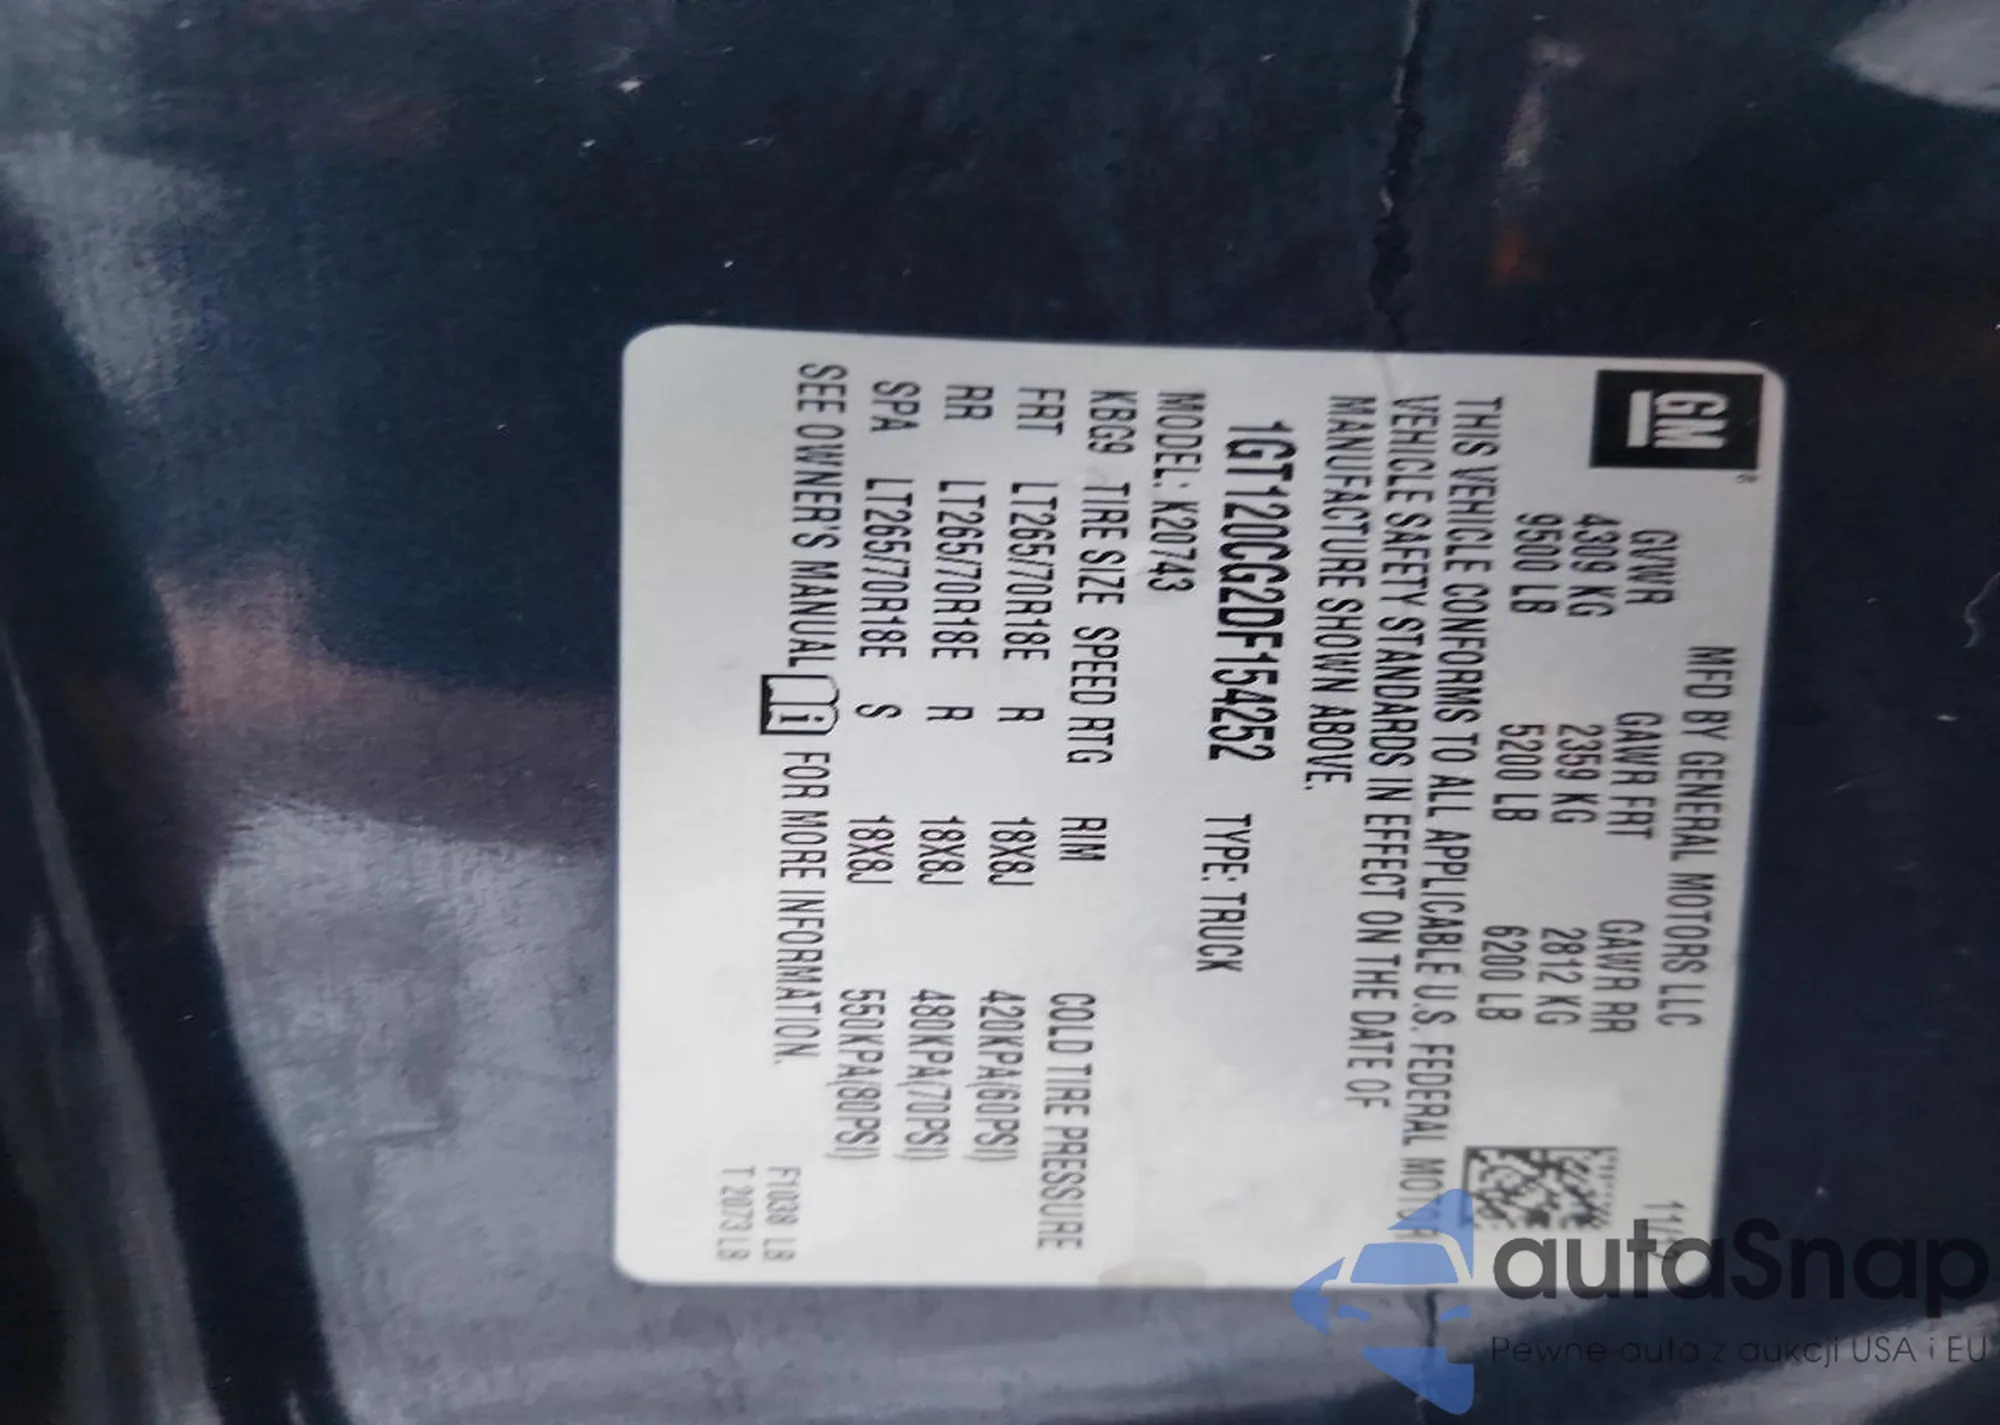 GM
MFD BY GENERAL MOTORS LLC
GVWR GAWR FRT GAWR RR
4309 KG 2359 KG 2812 KG
9500 LB 5200 LB 6200 LB
THIS VEHICLE CONFORMS TO ALL APPLICABLE U.S. FEDERAL MOTOR
VEHICLE SAFETY STANDARDS IN EFFECT ON THE DATE OF
MANUFACTURE SHOWN ABOVE.
1GT120CG2DF154252 TYPE: TRUCK
MODEL: K20743
KBG9 TIRE SIZE SPEED RTG RIM COLD TIRE PRESSURE
FRT LT265/70R18E R 18X8J 420KPA(60PSI)
RR LT265/70R18E R 18X8J 480KPA(70PSI)
SPA LT265/70R18E S 18X8J 550KPA(80PSI)
SEE OWNER'S MANUAL i FOR MORE INFORMATION.
F1038 LB
T 2073LB
autaSnap
Pewne auta z aukcji USA i EU